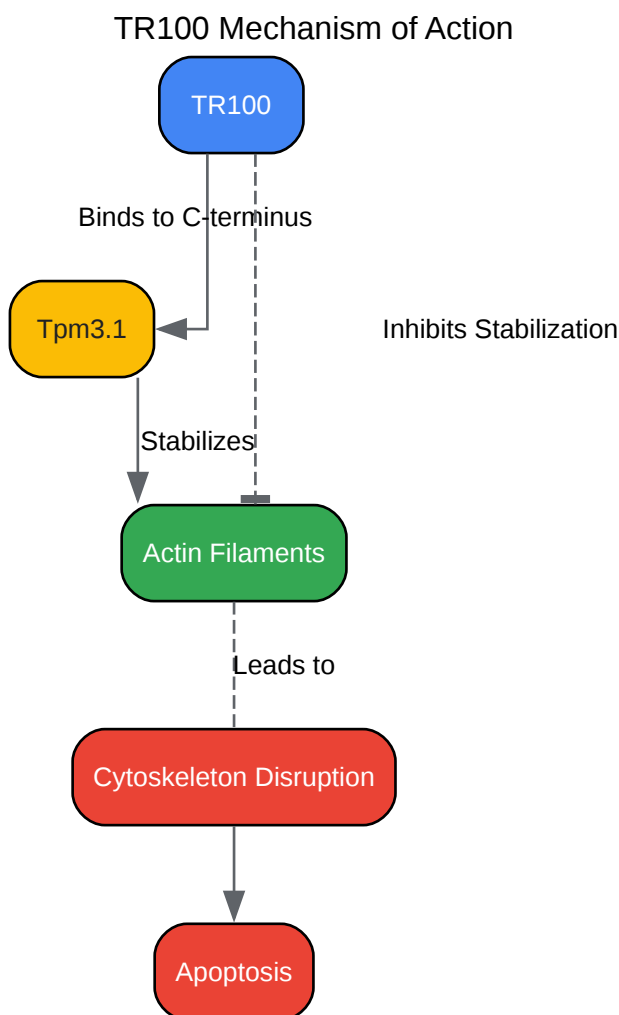 TR100 Mechanism of Action
TR100
Binds to C-terminus
Tpm3.1
Inhibits Stabilization
Stabilizes
Actin Filaments
Leads to
Cytoskeleton Disruption
Apoptosis